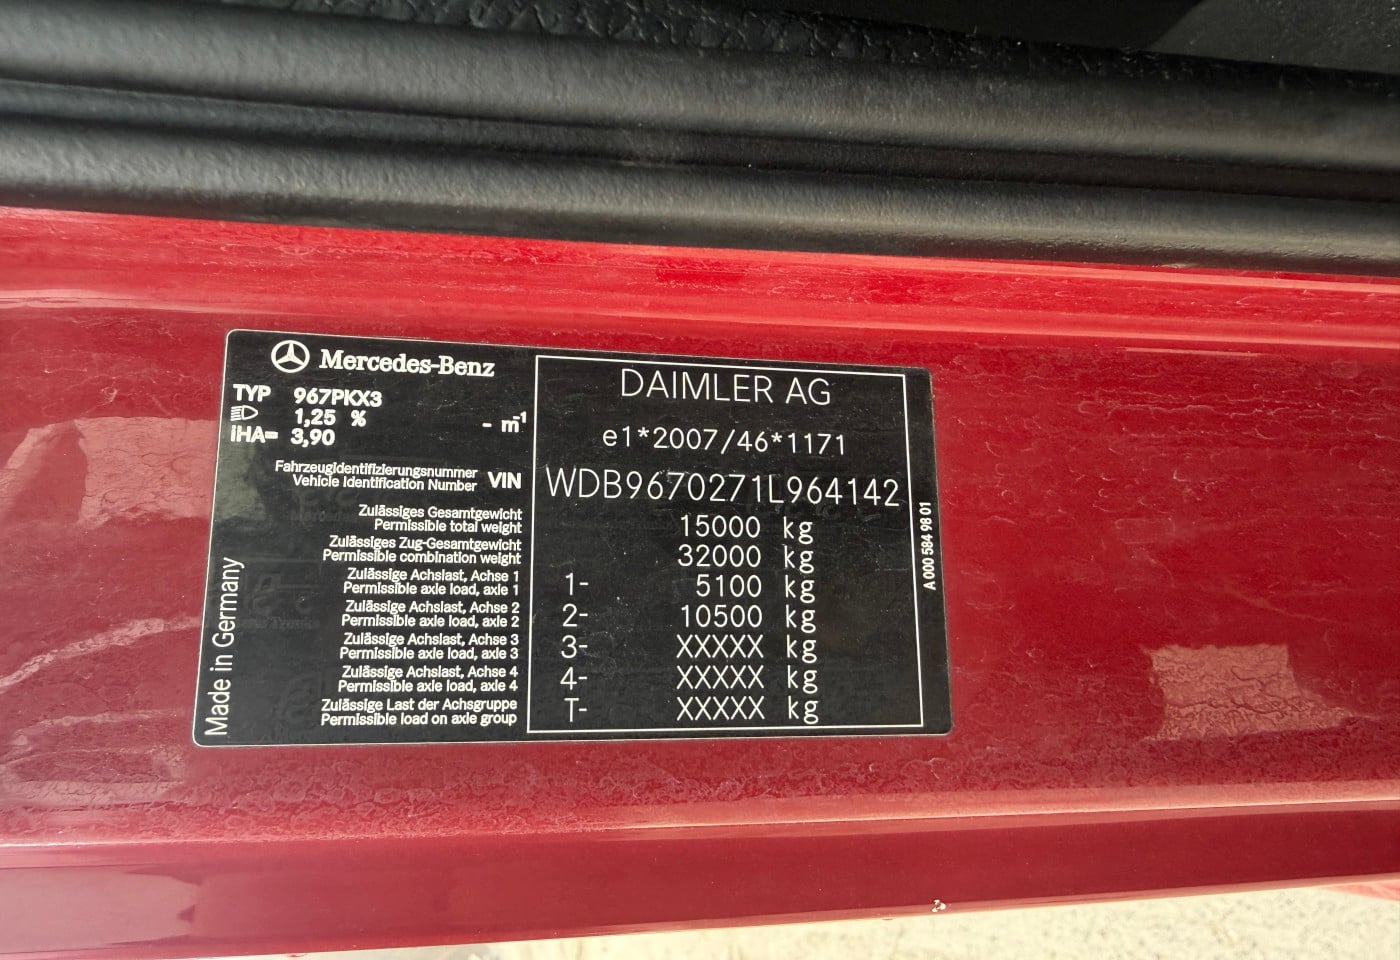 Mercedes-Benz
TYP 967PKX3
1,25 % - m⁻¹
iHA= 3,90
Fahrzeugidentifizierungsnummer
Vehicle Identification Number VIN
Zulässiges Gesamtgewicht
Permissible total weight
Zulässiges Zug-Gesamtgewicht
Permissible combination weight
Zulässige Achslast, Achse 1
Permissible axle load, axle 1
Zulässige Achslast, Achse 2
Permissible axle load, axle 2
Zulässige Achslast, Achse 3
Permissible axle load, axle 3
Zulässige Achslast, Achse 4
Permissible axle load, axle 4
Zulässige Last der Achsgruppe
Permissible load on axle group
Made in Germany
DAIMLER AG
e1*2007/46*1171
WDB9670271L964142
15000 kg
32000 kg
1- 5100 kg
2- 10500 kg
3- XXXXX kg
4- XXXXX kg
T- XXXXX kg
A 000 584 98 01